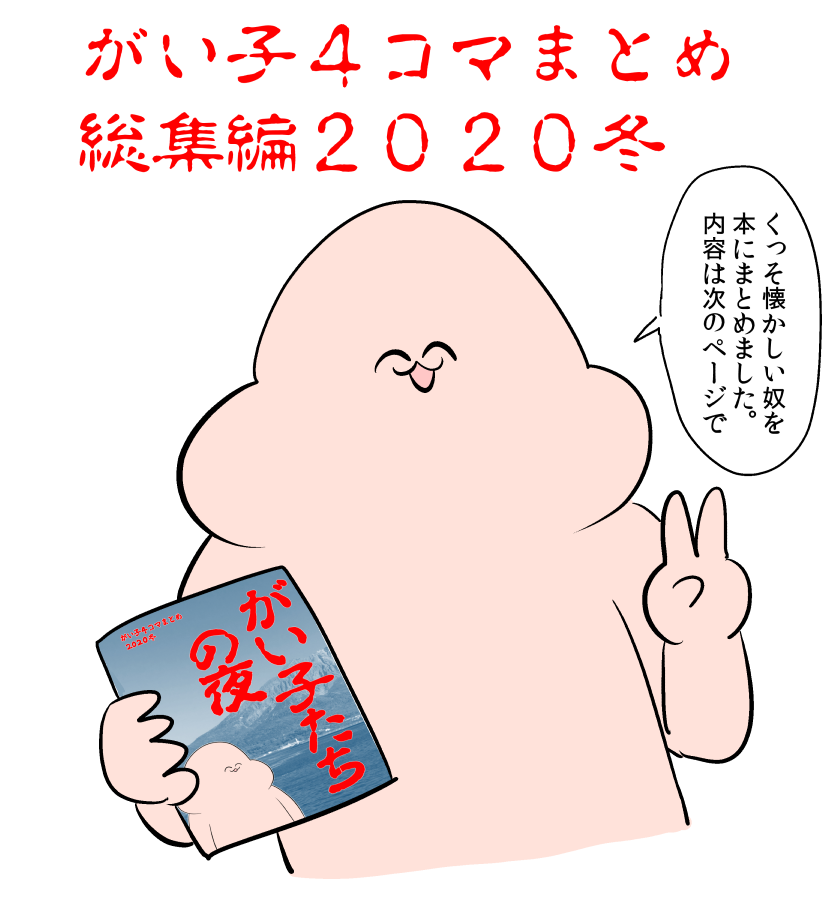 がい子４コマまとめ
総集編２０２０冬
くっそ懐かしい奴を
本にまとめました。
内容は次のページで
がい子４コマまとめ
２０２０冬
がい子たち
の夜